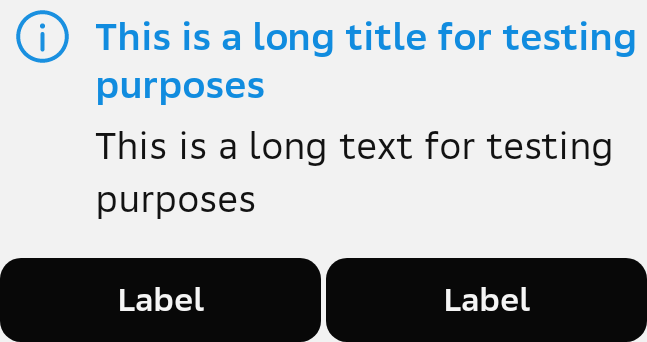 This is a long title for testing
purposes
This is a long text for testing
purposes
Label
Label